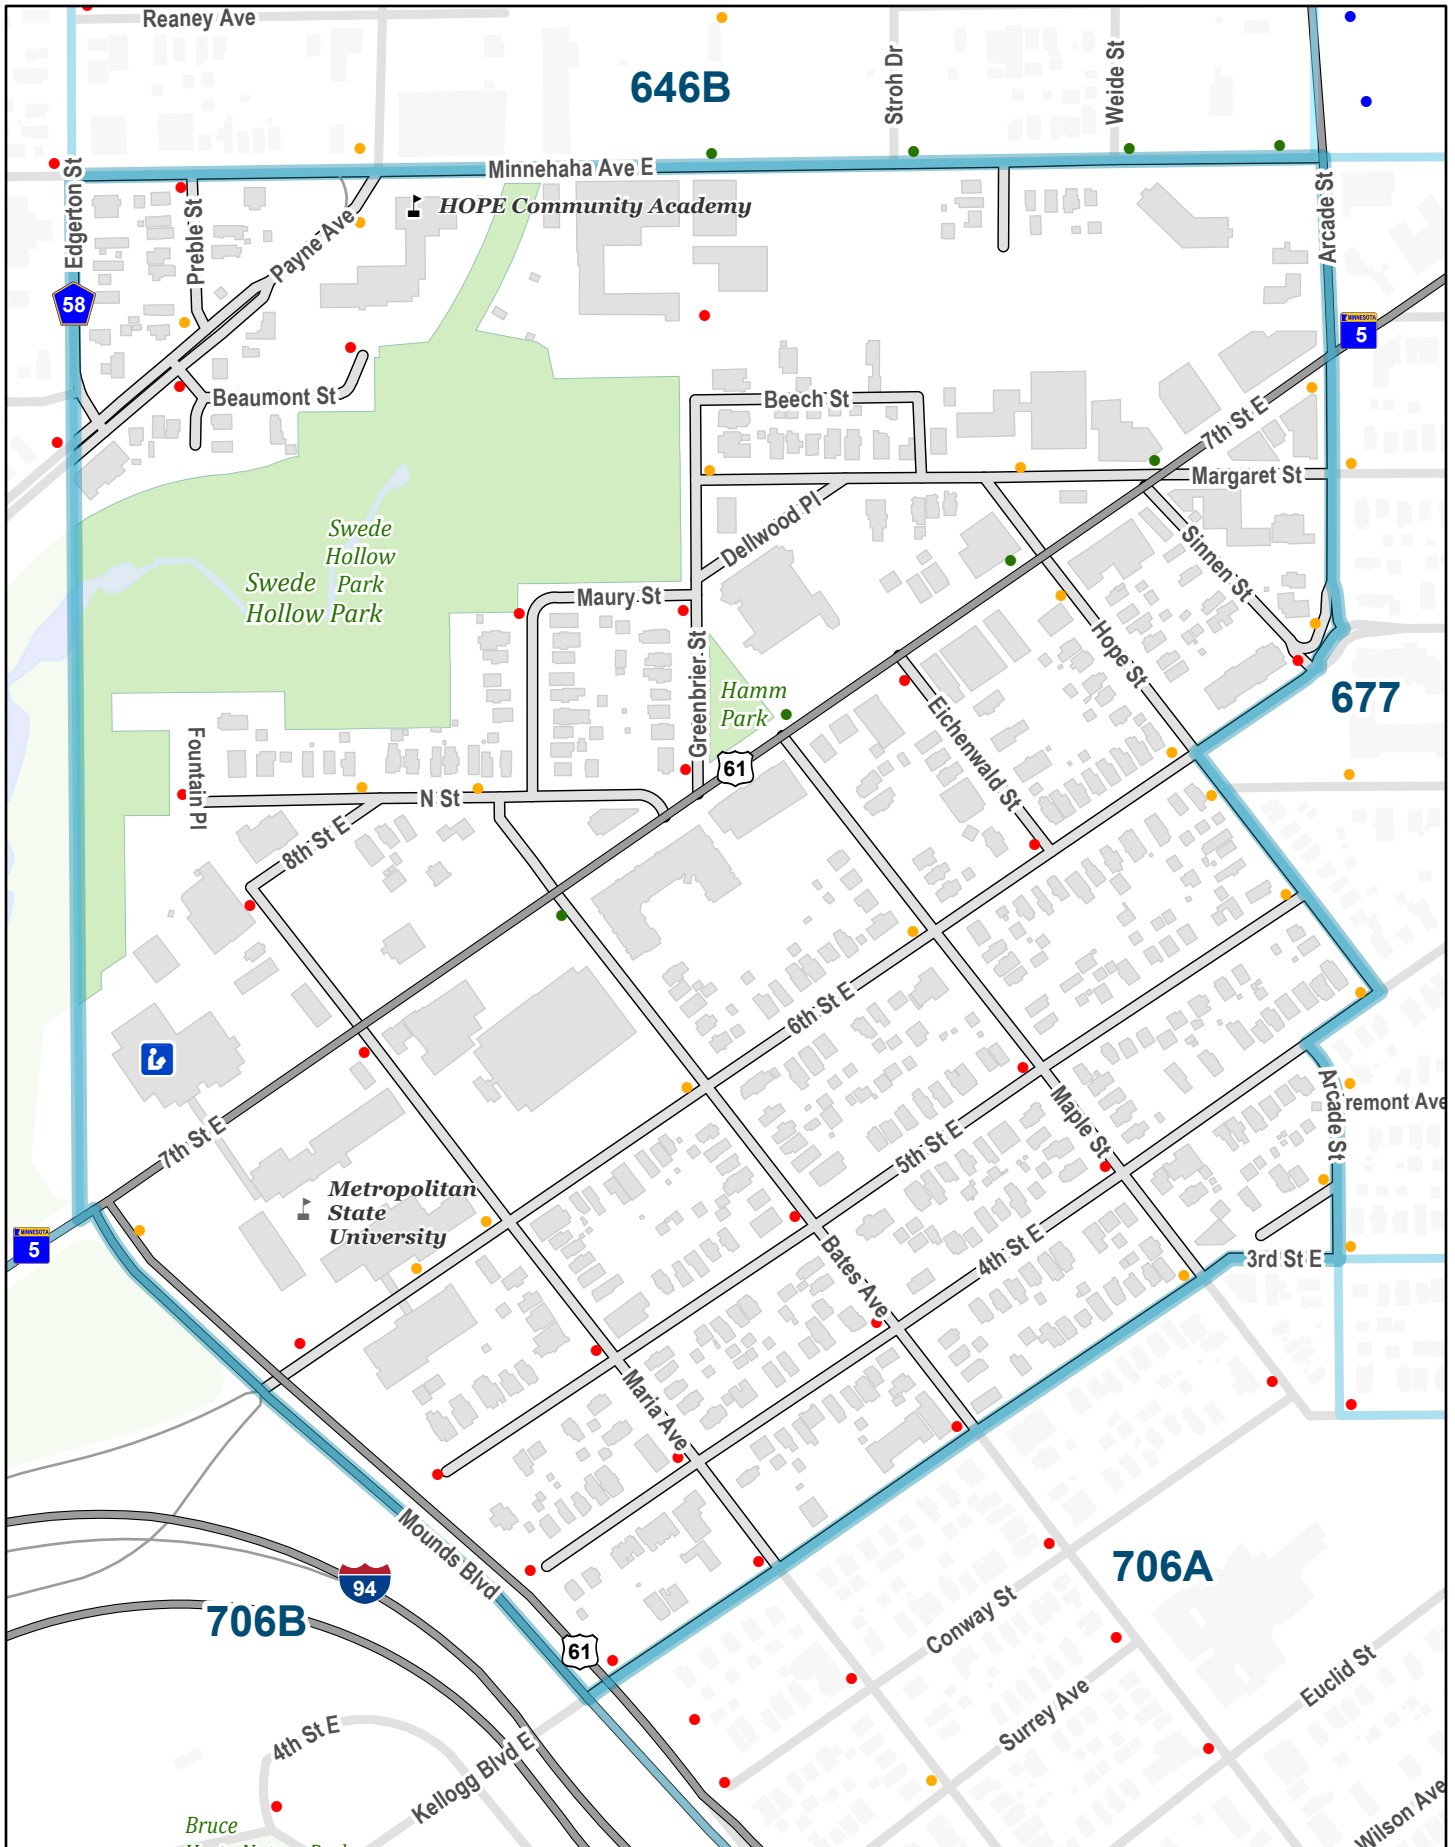 Reaney Ave
646B
Stroh Dr
Weide St
Minnehaha Ave E
Edgerton St
Preble St
Payne Ave
HOPE Community Academy
Arcade St
58
MINNESOTA
5
Beaumont St
Beech St
7th St E
Margaret St
Swede
Hollow
Park
Swede
Hollow Park
Dellwood Pl
Sinnen St
Maury St
Greenbrier St
Hope St
Hamm
Park
677
Eichenwald St
Fountain Pl
61
N St
8th St E
6th St E
Arcade St
remont Ave
Maple St
5th St E
7th St E
Metropolitan
State
University
MINNESOTA
5
Bates Ave
4th St E
3rd St E
Maria Ave
Mounds Blvd
94
706B
706A
61
Conway St
Surrey Ave
Euclid St
4th St E
Kellogg Blvd E
Wilson Ave
Bruce